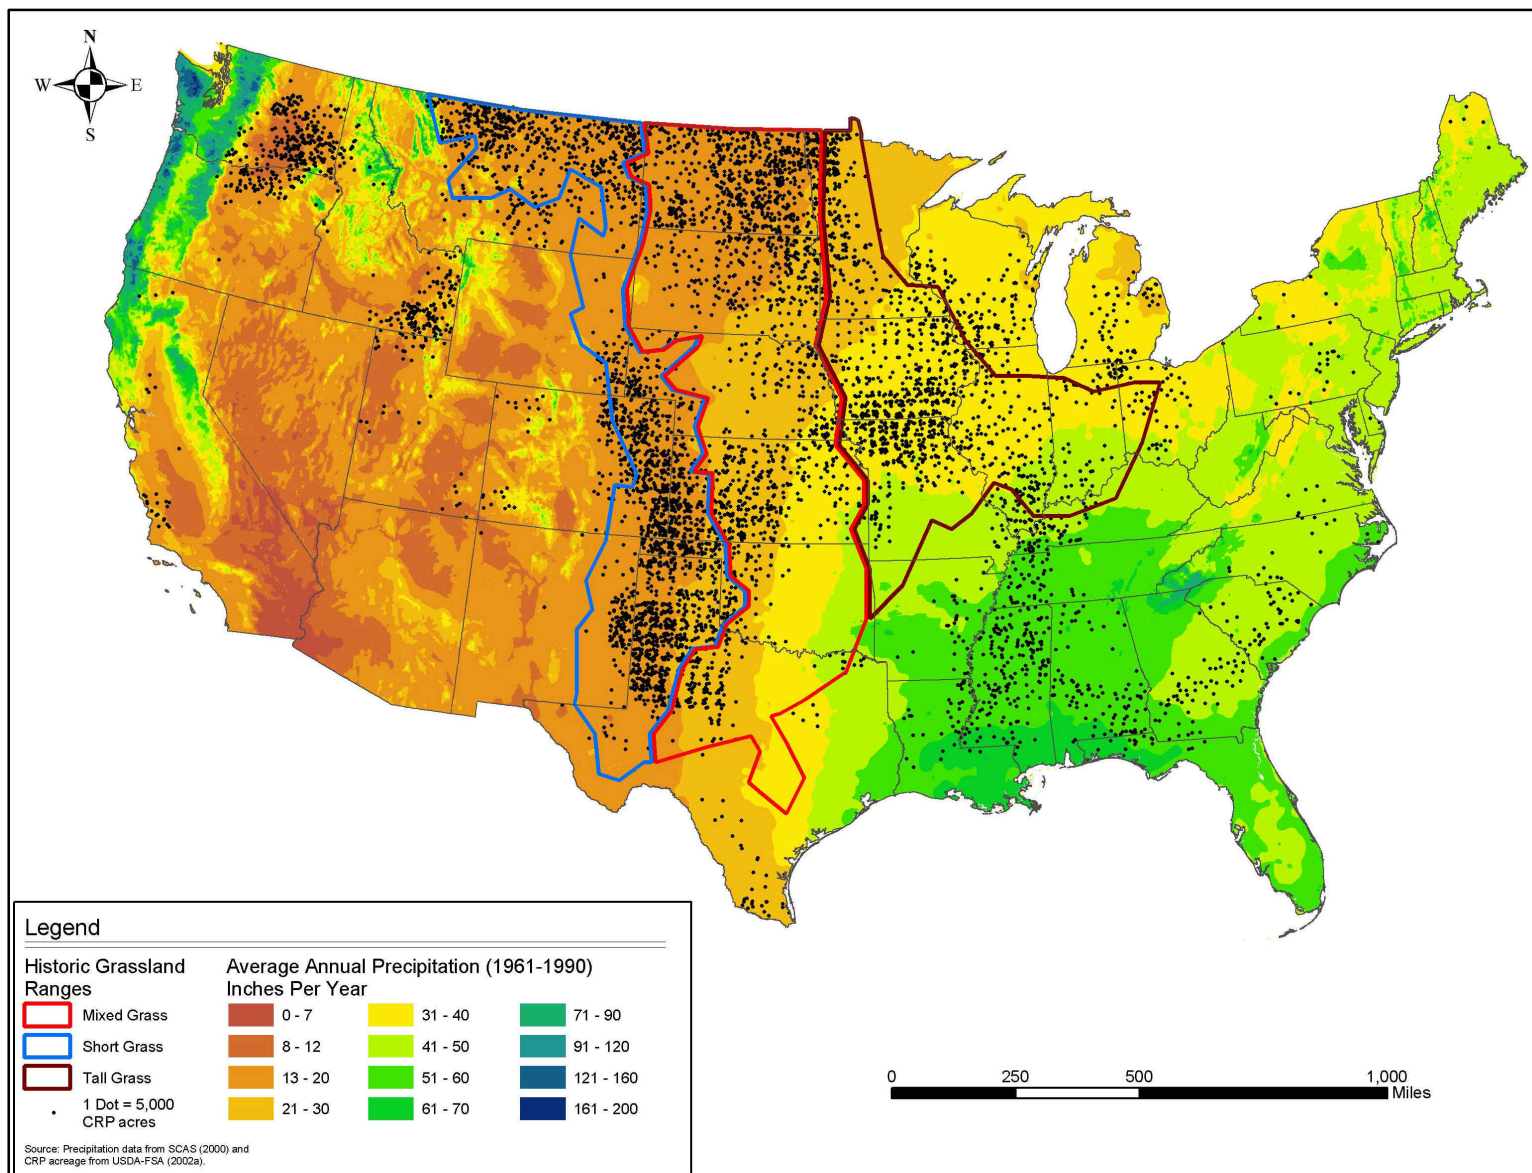 N
W E
S
Legend
Historic Grassland
Ranges
Mixed Grass
Short Grass
Tall Grass
1 Dot = 5,000
CRP acres
Average Annual Precipitation (1961-1990)
Inches Per Year
0 - 7
8 - 12
13 - 20
21 - 30
31 - 40
41 - 50
51 - 60
61 - 70
71 - 90
91 - 120
121 - 160
161 - 200
Source: Precipitation data from SCAS (2000) and
CRP acreage from USDA-FSA (2002a).
0 250 500 1,000
Miles